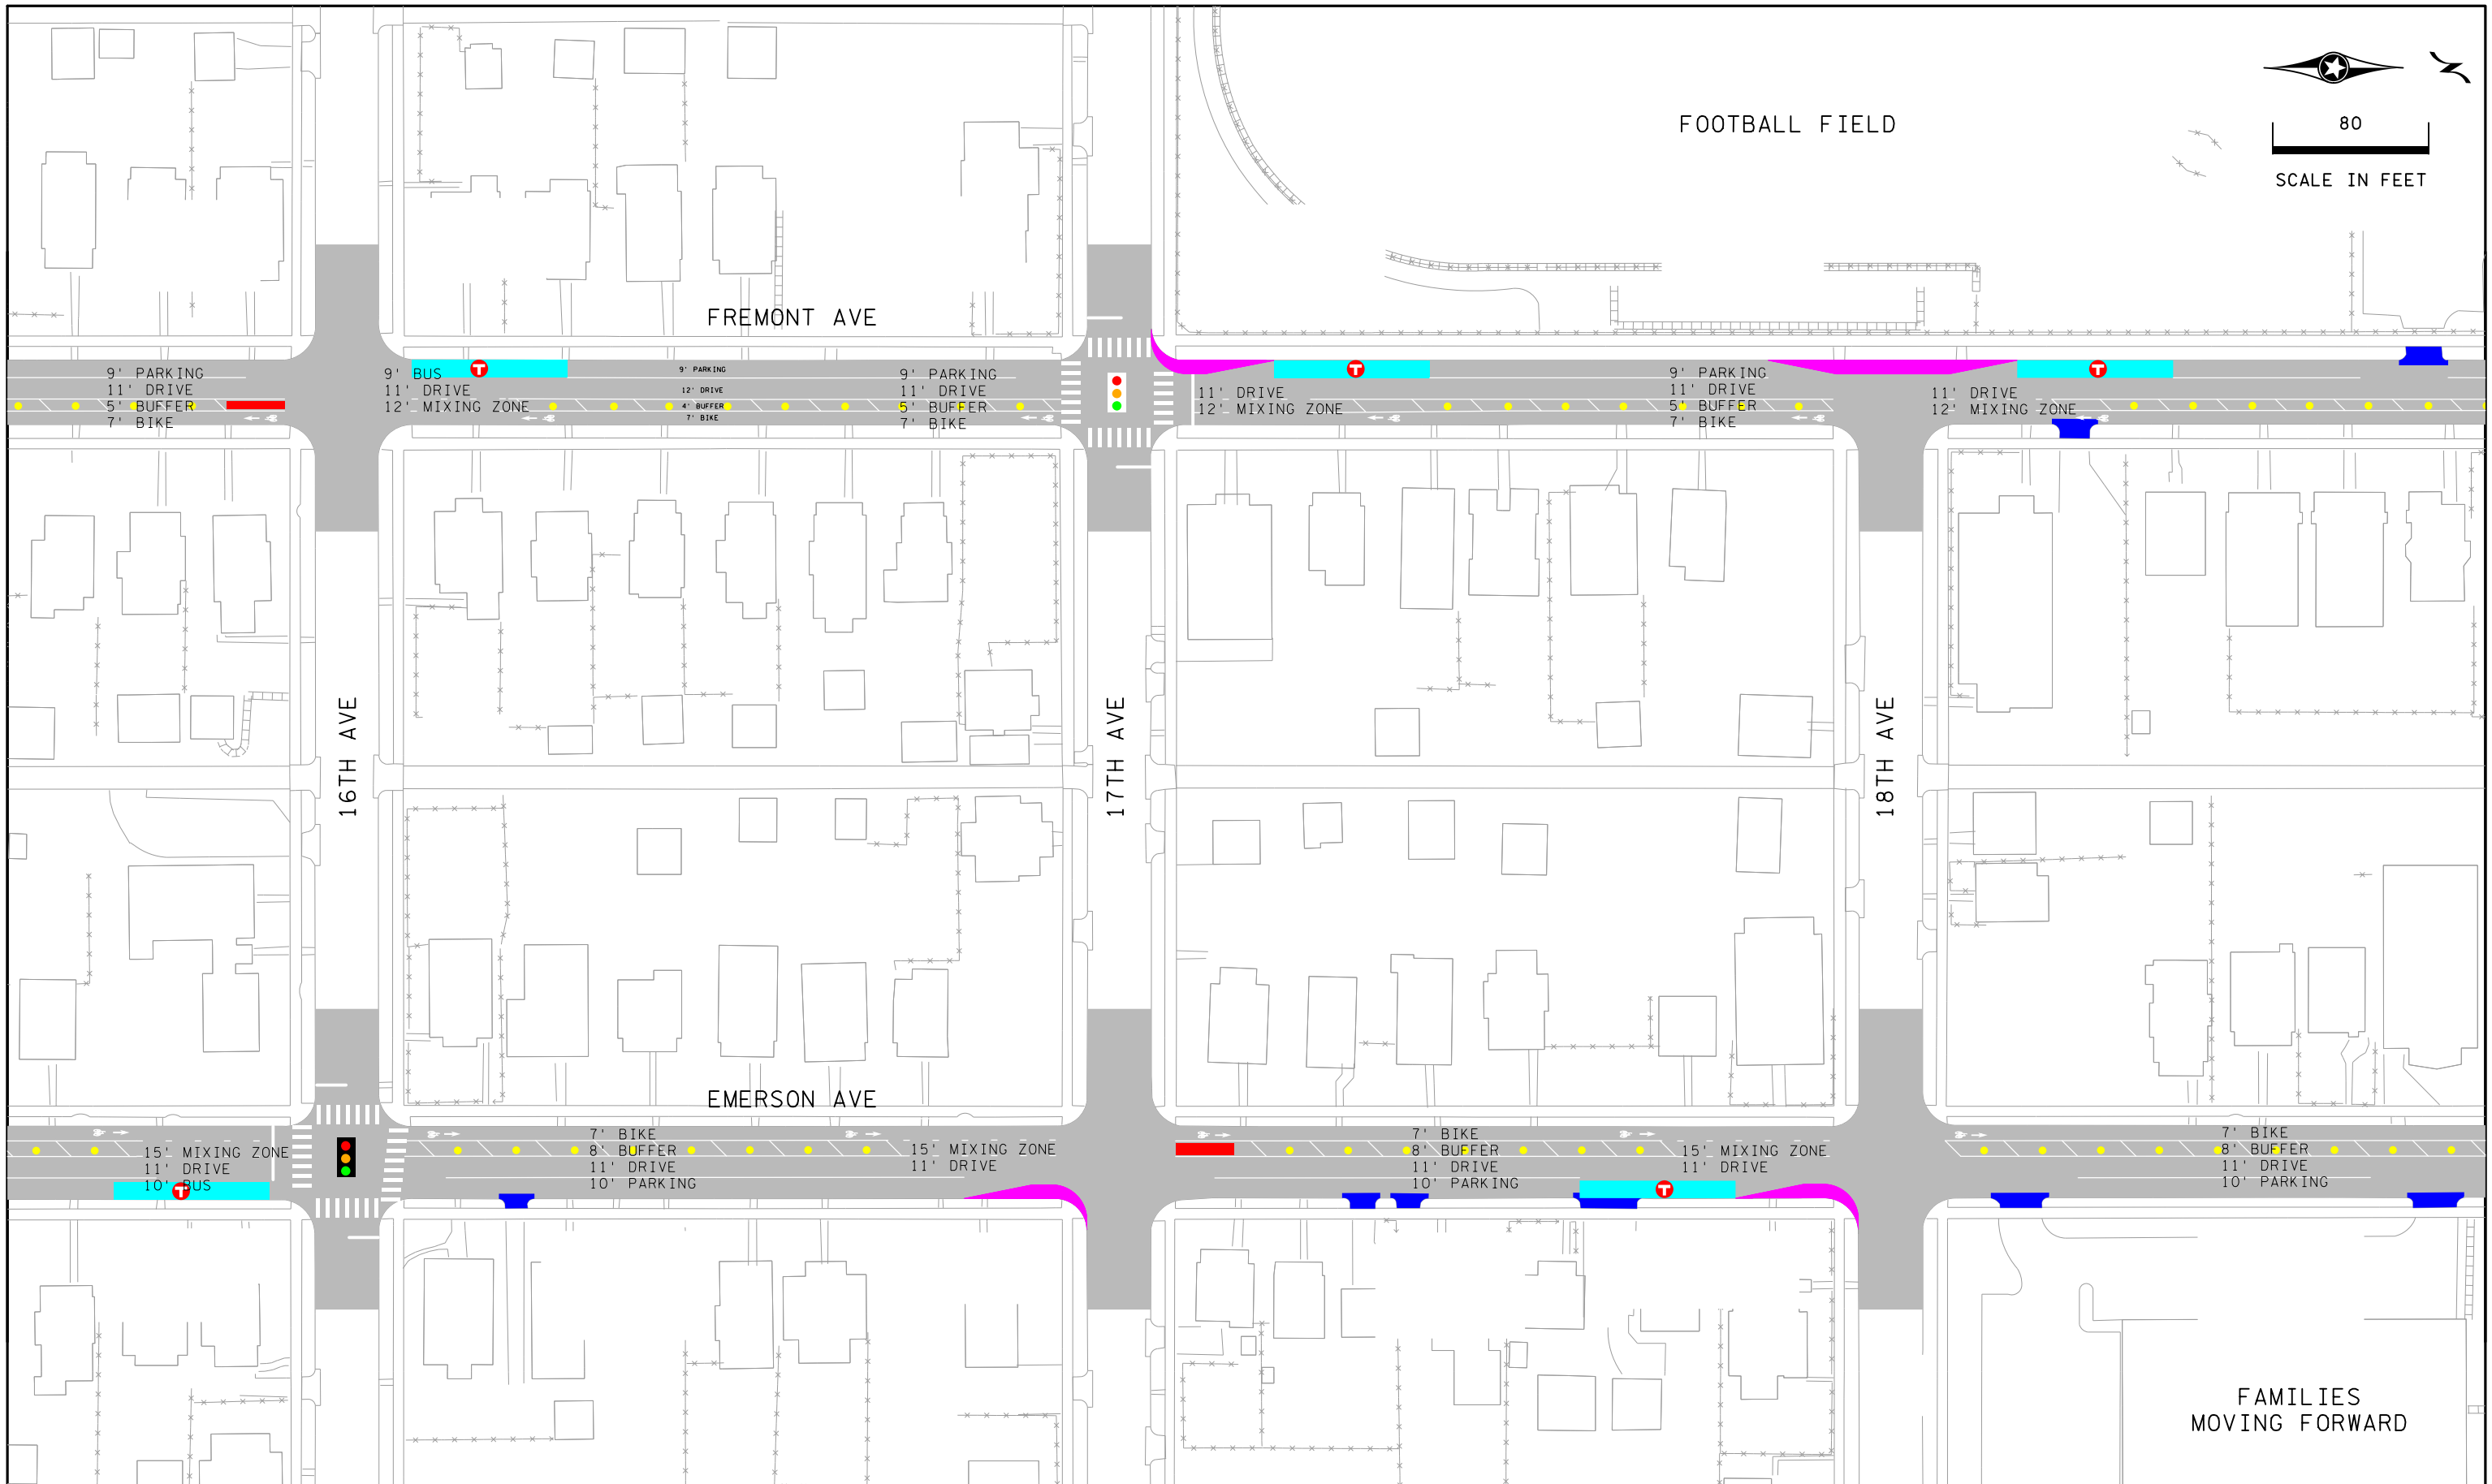 80
SCALE IN FEET
FOOTBALL FIELD
FREMONT AVE
9' PARKING
11' DRIVE
5' BUFFER
7' BIKE
9' BUS
11' DRIVE
12' MIXING ZONE
T
9' PARKING
12' DRIVE
4' BUFFER
7' BIKE
9' PARKING
11' DRIVE
5' BUFFER
7' BIKE
11' DRIVE
12' MIXING ZONE
T
9' PARKING
11' DRIVE
5' BUFFER
7' BIKE
11' DRIVE
12' MIXING ZONE
T
16TH AVE
17TH AVE
18TH AVE
EMERSON AVE
15' MIXING ZONE
11' DRIVE
10' BUS
T
7' BIKE
8' BUFFER
11' DRIVE
10' PARKING
15' MIXING ZONE
11' DRIVE
7' BIKE
8' BUFFER
11' DRIVE
10' PARKING
15' MIXING ZONE
11' DRIVE
T
7' BIKE
8' BUFFER
11' DRIVE
10' PARKING
FAMILIES
MOVING FORWARD